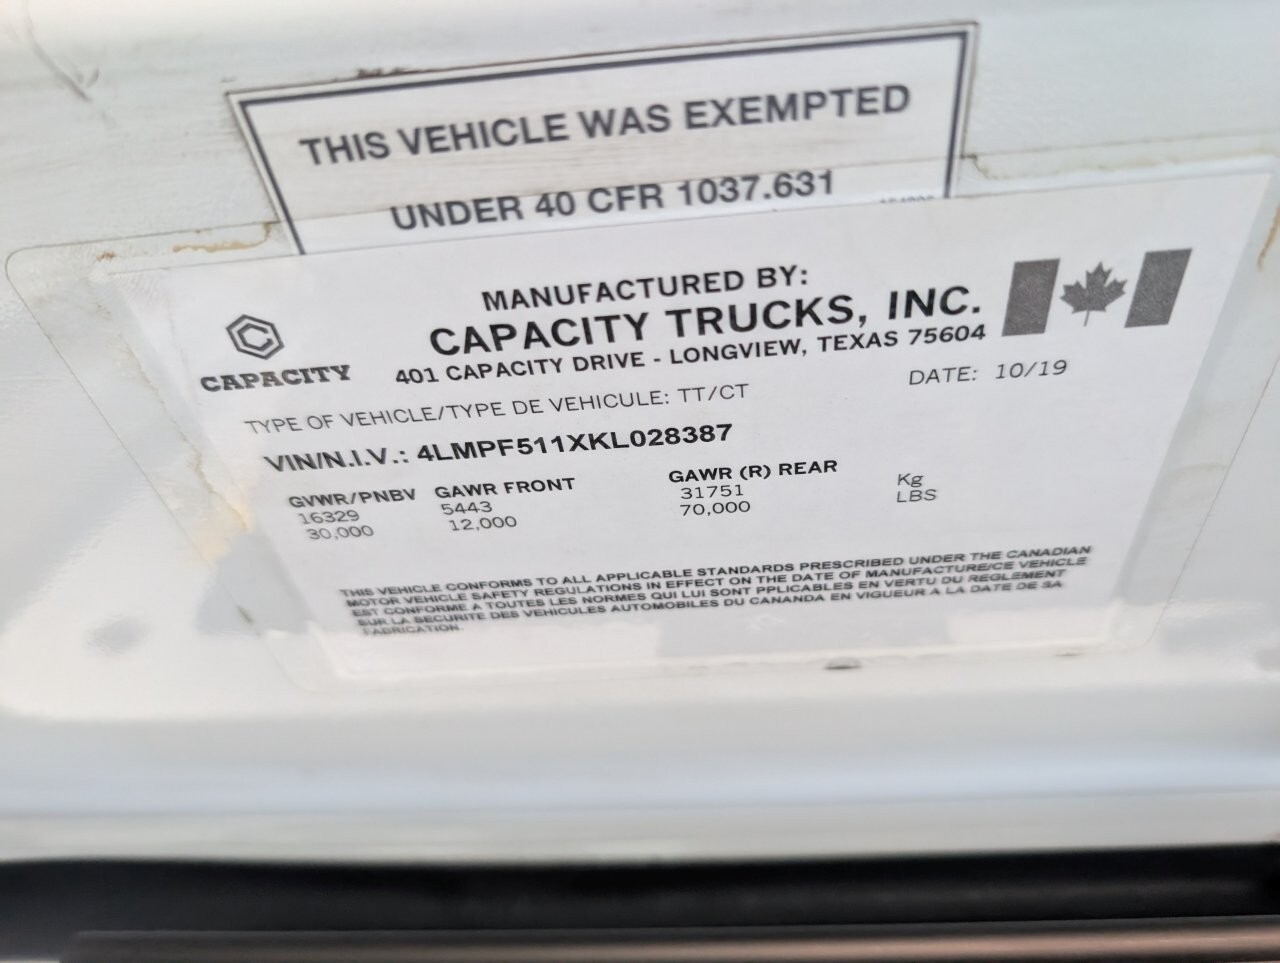 THIS VEHICLE WAS EXEMPTED
UNDER 40 CFR 1037.631
MANUFACTURED BY:
CAPACITY TRUCKS, INC.
401 CAPACITY DRIVE - LONGVIEW, TEXAS 75604
CAPACITY
DATE: 10/19
TYPE OF VEHICLE/TYPE DE VEHICULE: TT/CT
VIN/N.I.V.: 4LMPF511XKL028387
GVWR/PNBV GAWR FRONT GAWR (R) REAR
16329 5443 31751 Kg
30,000 12,000 70,000 LBS
THIS VEHICLE CONFORMS TO ALL APPLICABLE STANDARDS PRESCRIBED UNDER THE CANADIAN
MOTOR VEHICLE SAFETY REGULATIONS IN EFFECT ON THE DATE OF MANUFACTURE/CE VEHICLE
EST CONFORME A TOUTES LES NORMES QUI LUI SONT PPLICABLES EN VERTU DU REGLEMENT
SUR LA SECURITE DES VEHICULES AUTOMOBILES DU CANANDA EN VIGUEUR A LA DATE DE SA
FABRICATION.